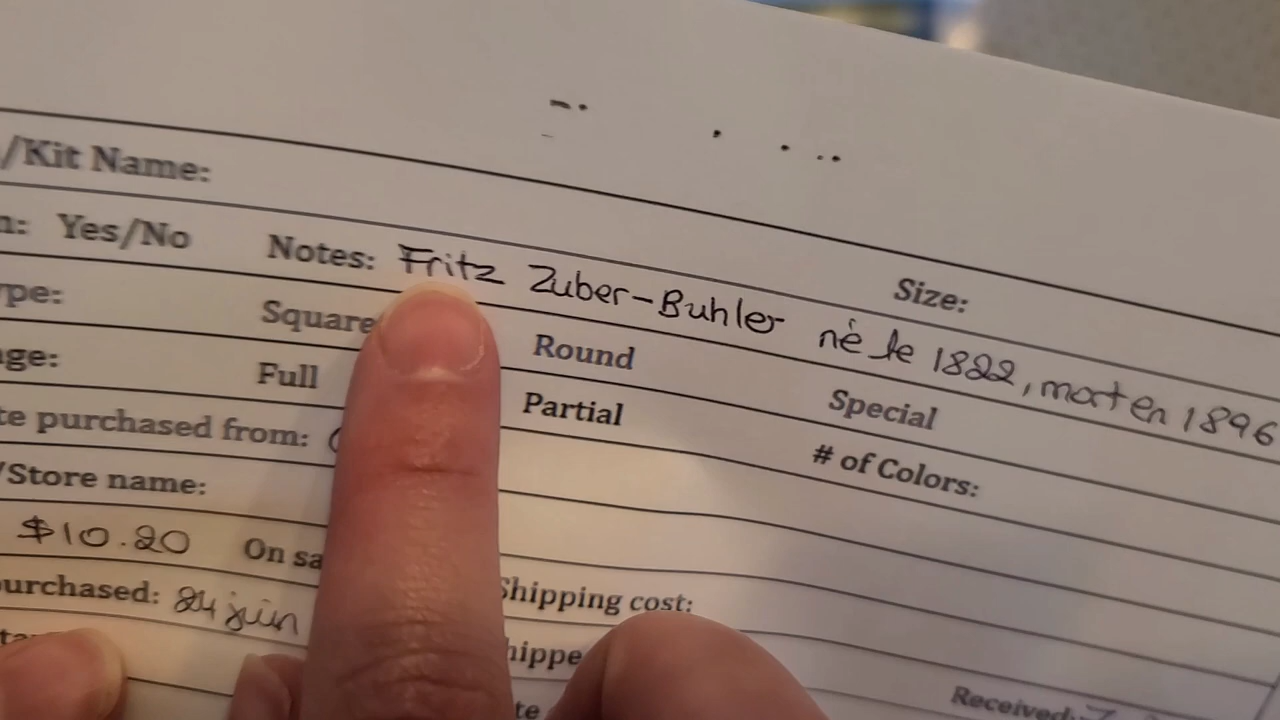 /Kit Name:
Size:
n: Yes/No Notes: Fritz Zuber-Buhler né le 1822, mort en 1896
ype: Square Round Special
ge: Full Partial # of Colors:
te purchased from:
/Store name:
$10.20 On sa Shipping cost:
urchased: 24 juin hippe
Received:
te